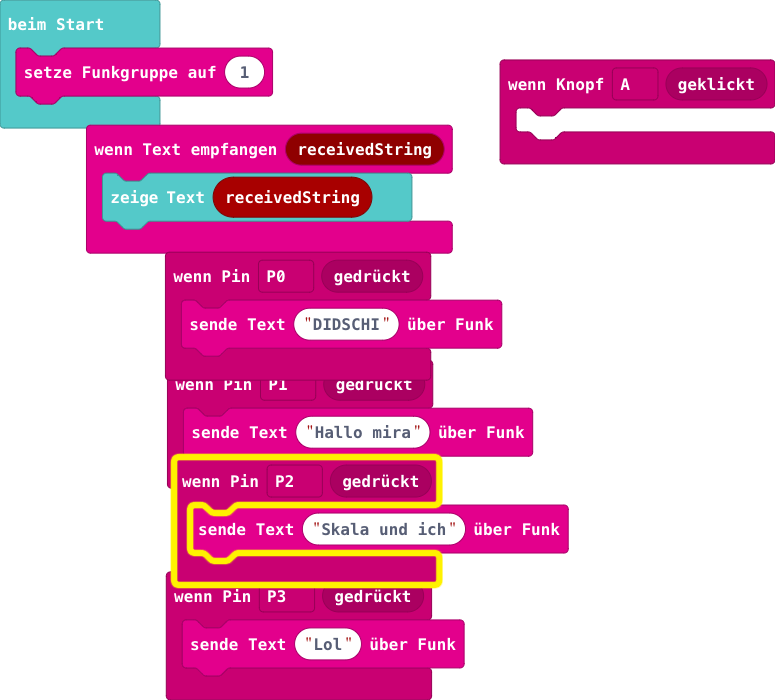 beim Start
setze Funkgruppe auf 1
wenn Knopf A geklickt
wenn Text empfangen receivedString
zeige Text receivedString
wenn Pin P0 gedrückt
sende Text "DIDSCHI" über Funk
wenn Pin P1 gedrückt
sende Text "Hallo mira" über Funk
wenn Pin P2 gedrückt
sende Text "Skala und ich" über Funk
wenn Pin P3 gedrückt
sende Text "Lol" über Funk